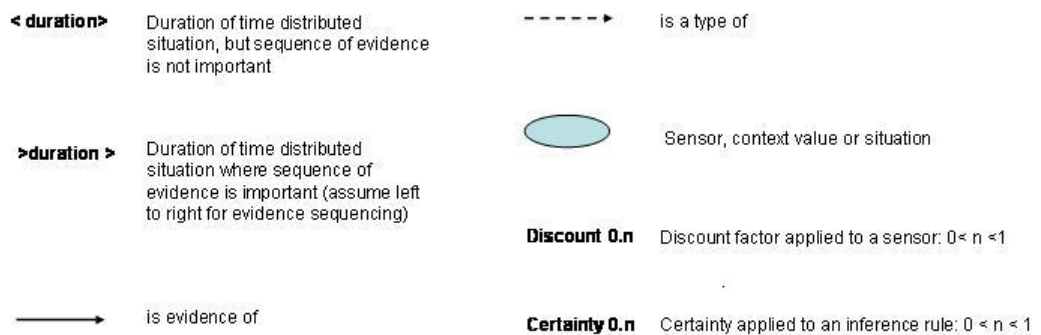 < duration>
Duration of time distributed
situation, but sequence of evidence
is not important
>duration >
Duration of time distributed
situation where sequence of
evidence is important (assume left
to right for evidence sequencing)
is evidence of
is a type of
Sensor, context value or situation
Discount 0.n
Discount factor applied to a sensor: 0< n <1
.
Certainty 0.n
Certainty applied to an inference rule: 0 < n < 1